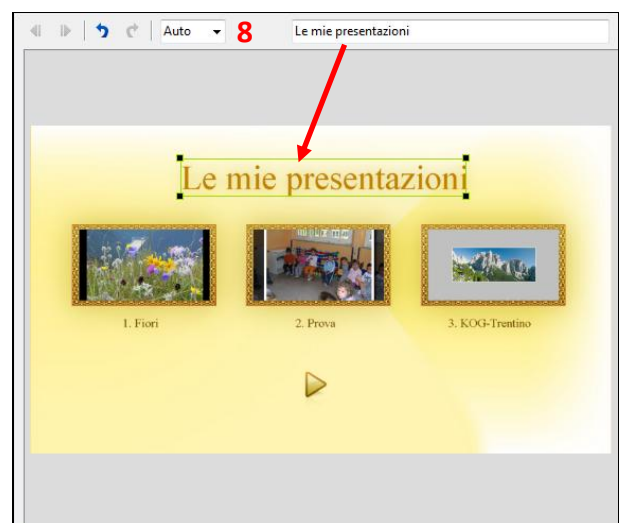 Auto 8 Le mie presentazioni
Le mie presentazioni
1. Fiori 2. Prova 3. KOG-Trentino